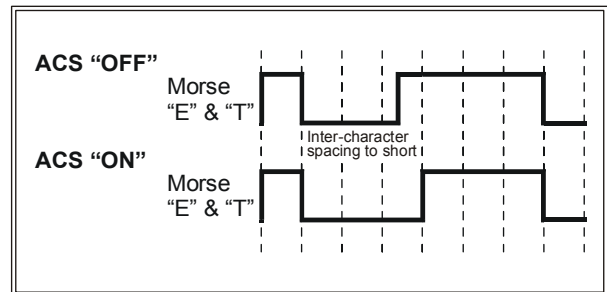 ACS “OFF”
Morse
“E” & “T”
Inter-character
spacing to short
ACS “ON”
Morse
“E” & “T”